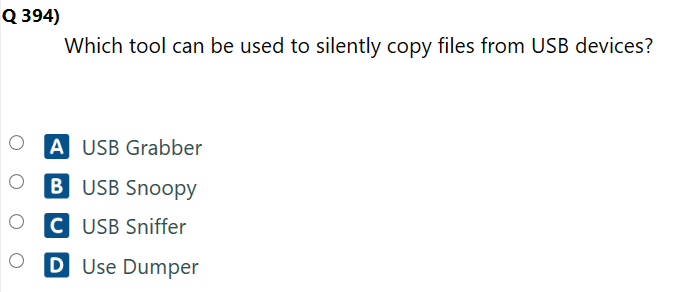 Q 394)
Which tool can be used to silently copy files from USB devices?
A USB Grabber
B USB Snoopy
C USB Sniffer
D Use Dumper